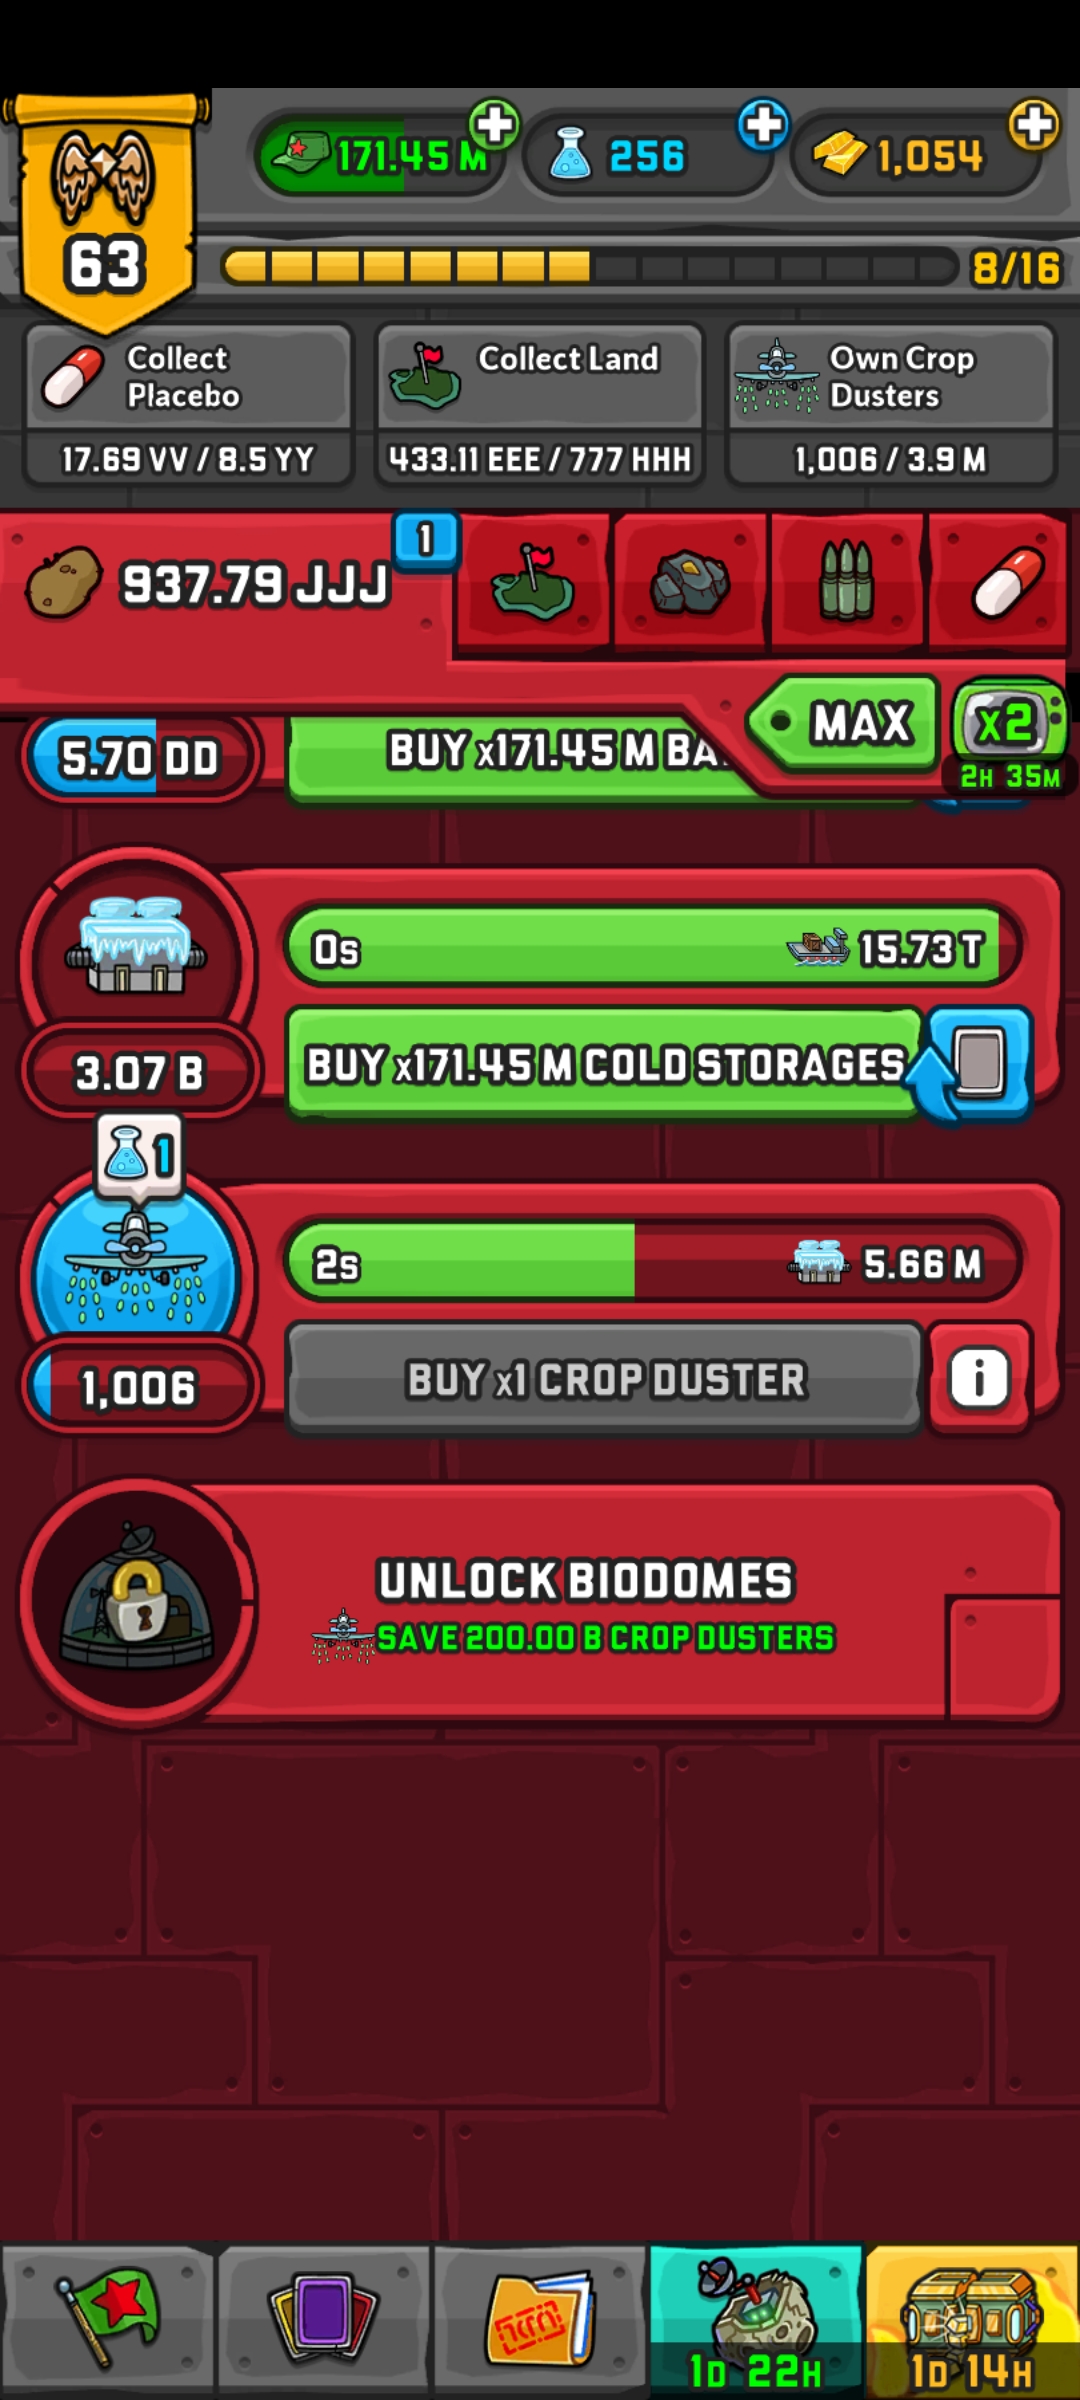 171.45 M
256
1,054
63
8/16
Collect
Placebo
17.69 VV / 8.5 YY
Collect Land
433.11 EEE / 777 HHH
Own Crop
Dusters
1,006 / 3.9 M
937.79 JJJ
1
MAX
x2
2H 35M
5.70 DD
BUY x171.45 M BA
0s
15.73 T
3.07 B
BUY x171.45 M COLD STORAGES
1
2s
5.66 M
1,006
BUY x1 CROP DUSTER
i
UNLOCK BIODOMES
SAVE 200.00 B CROP DUSTERS
1D 22H
1D 14H